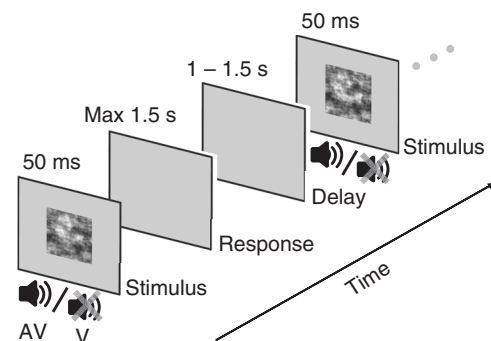 50 ms
1 – 1.5 s
Max 1.5 s
Stimulus
50 ms
Delay
Response
Stimulus
Time
AV
V